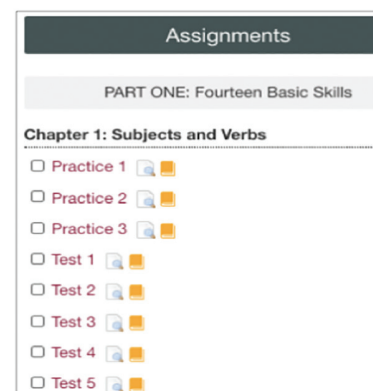 Assignments
PART ONE: Fourteen Basic Skills
Chapter 1: Subjects and Verbs
Practice 1
Practice 2
Practice 3
Test 1
Test 2
Test 3
Test 4
Test 5